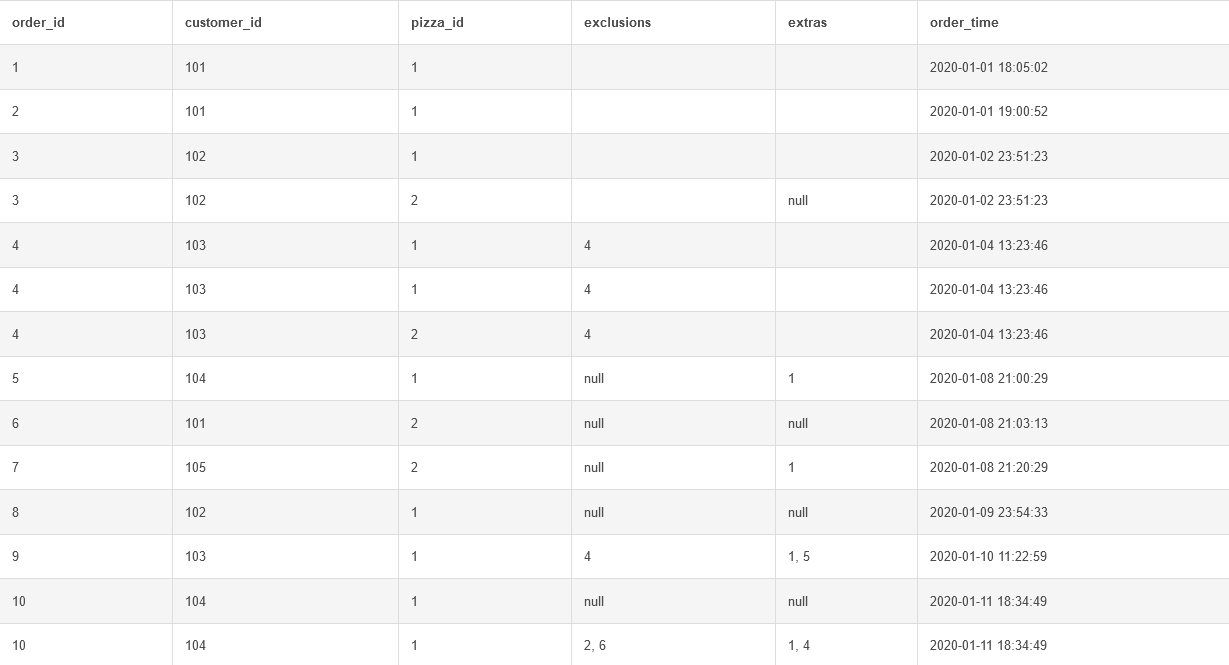 order_id customer_id pizza_id exclusions extras order_time
1 101 1 2020-01-01 18:05:02
2 101 1 2020-01-01 19:00:52
3 102 1 2020-01-02 23:51:23
3 102 2 null 2020-01-02 23:51:23
4 103 1 4 2020-01-04 13:23:46
4 103 1 4 2020-01-04 13:23:46
4 103 2 4 2020-01-04 13:23:46
5 104 1 null 1 2020-01-08 21:00:29
6 101 2 null null 2020-01-08 21:03:13
7 105 2 null 1 2020-01-08 21:20:29
8 102 1 null null 2020-01-09 23:54:33
9 103 1 4 1, 5 2020-01-10 11:22:59
10 104 1 null null 2020-01-11 18:34:49
10 104 1 2, 6 1, 4 2020-01-11 18:34:49